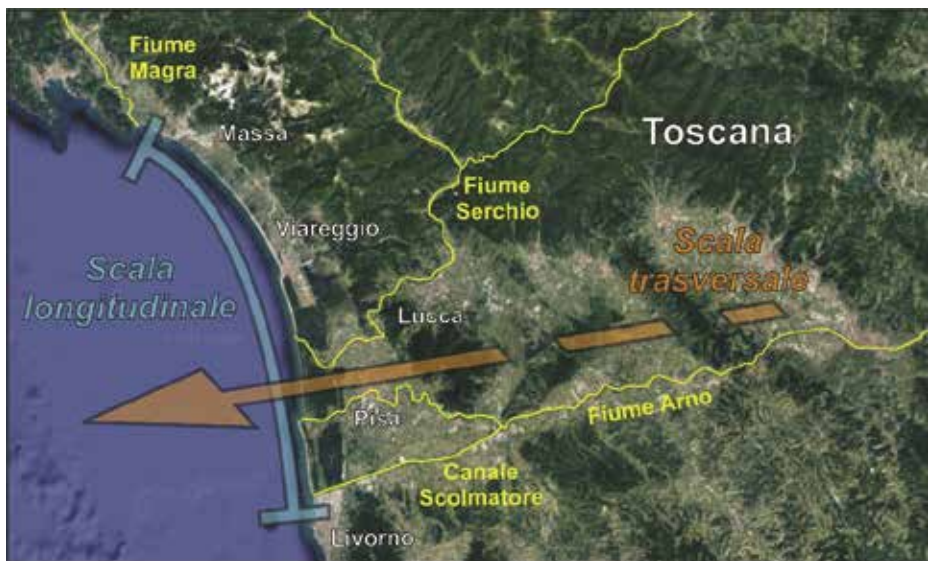 Fiume
Magra
Massa
Toscana
Fiume
Serchio
Viareggio
Scala
trasversale
Scala
longitudinale
Lucca
Fiume Arno
Pisa
Canale
Scolmatore
Livorno